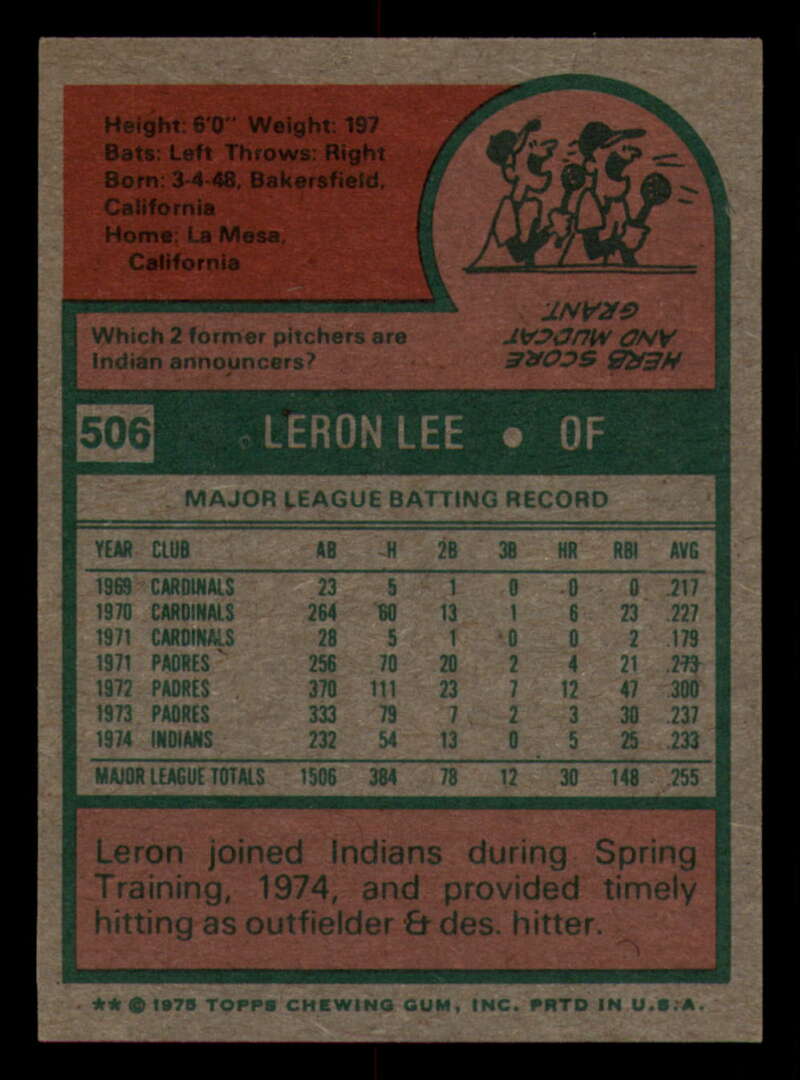 Height: 6'0" Weight: 197
Bats: Left Throws: Right
Born: 3-4-48, Bakersfield,
California
Home: La Mesa,
California
Which 2 former pitchers are
Indian announcers?
HERB SCORE
AND MUDCAT
GRANT.
506 LERON LEE • OF
MAJOR LEAGUE BATTING RECORD
YEAR CLUB AB H 2B 3B HR RBI AVG
1969 CARDINALS 23 5 1 0 0 0 .217
1970 CARDINALS 264 60 13 1 6 23 .227
1971 CARDINALS 28 5 1 0 0 2 .179
1971 PADRES 256 70 20 2 4 21 .273
1972 PADRES 370 111 23 7 12 47 .300
1973 PADRES 333 79 7 2 3 30 .237
1974 INDIANS 232 54 13 0 5 25 .233
MAJOR LEAGUE TOTALS 1506 384 78 12 30 148 .255
Leron joined Indians during Spring
Training, 1974, and provided timely
hitting as outfielder & des. hitter.
** © 1975 TOPPS CHEWING GUM, INC. PRTD IN U.S.A.